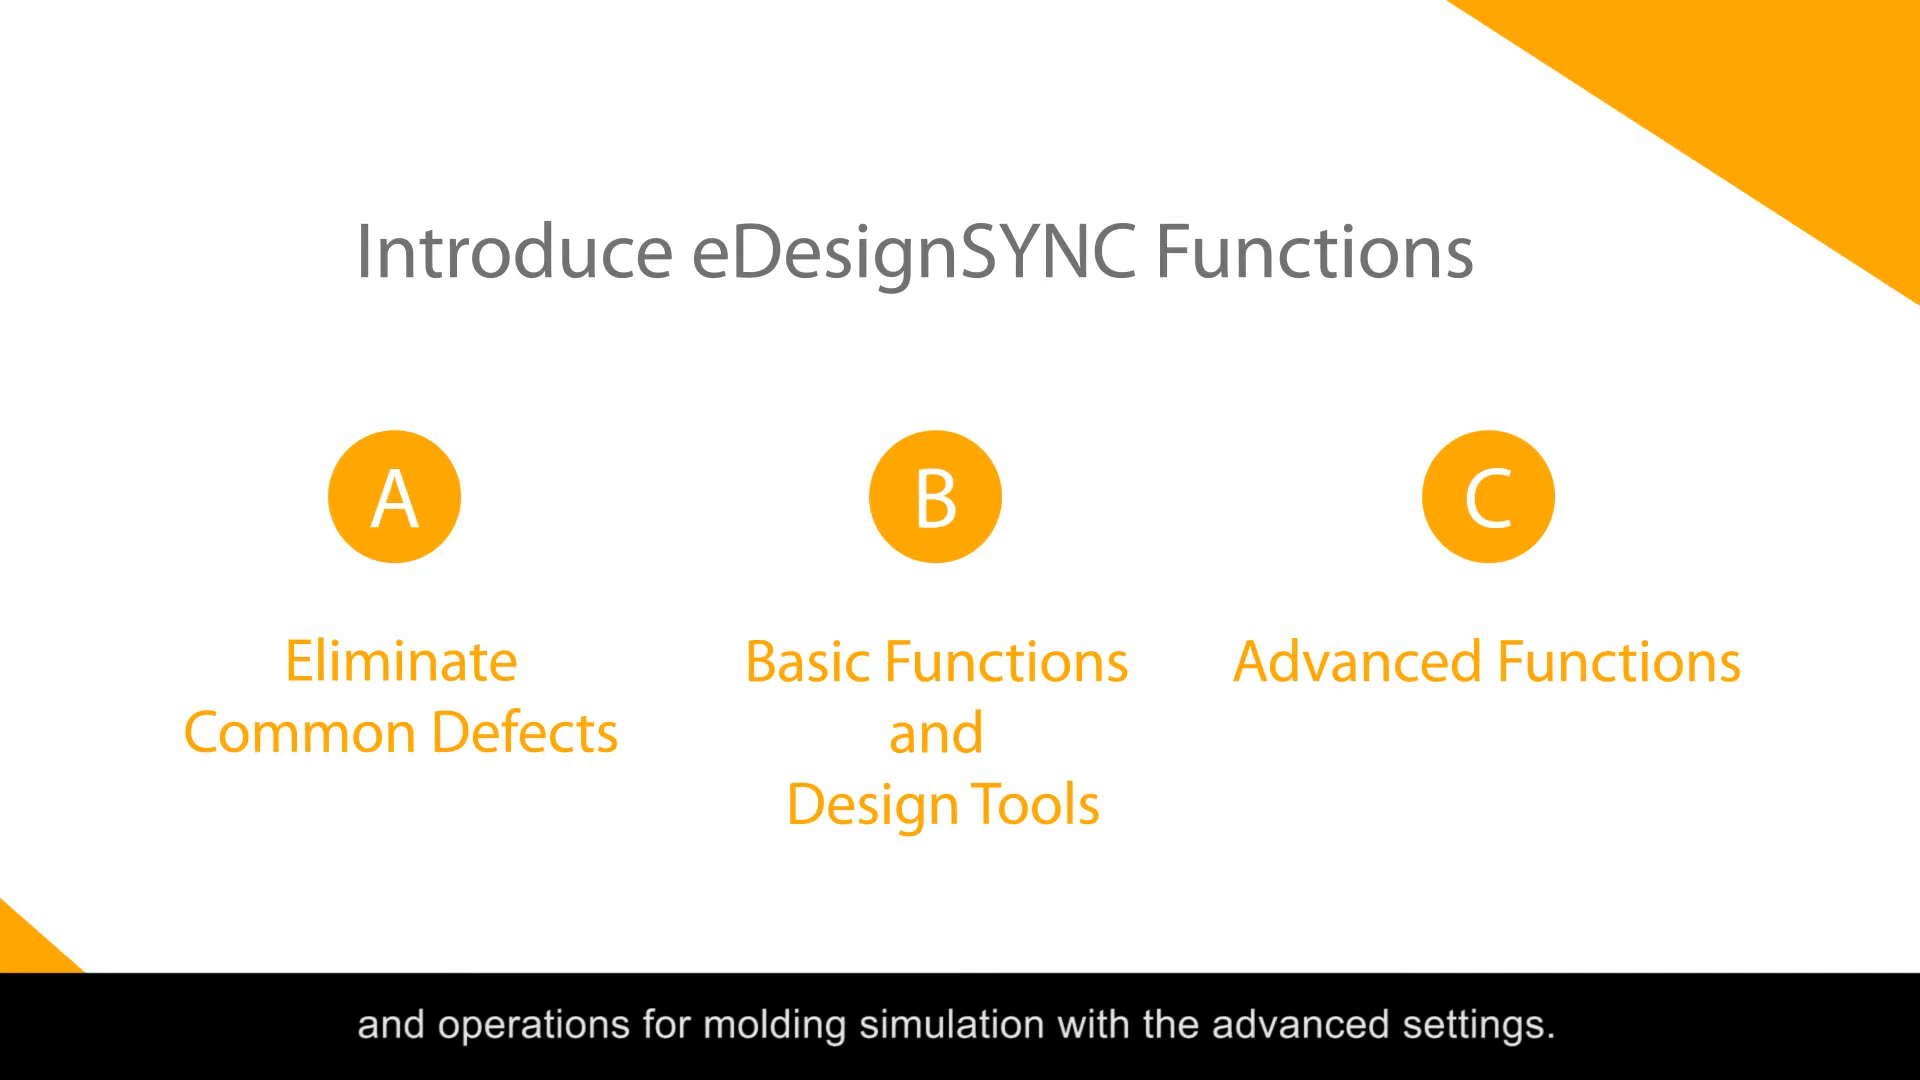 Introduce eDesignSYNC Functions
A
B
C
Eliminate
Common Defects
Basic Functions
and
Design Tools
Advanced Functions
and operations for molding simulation with the advanced settings.